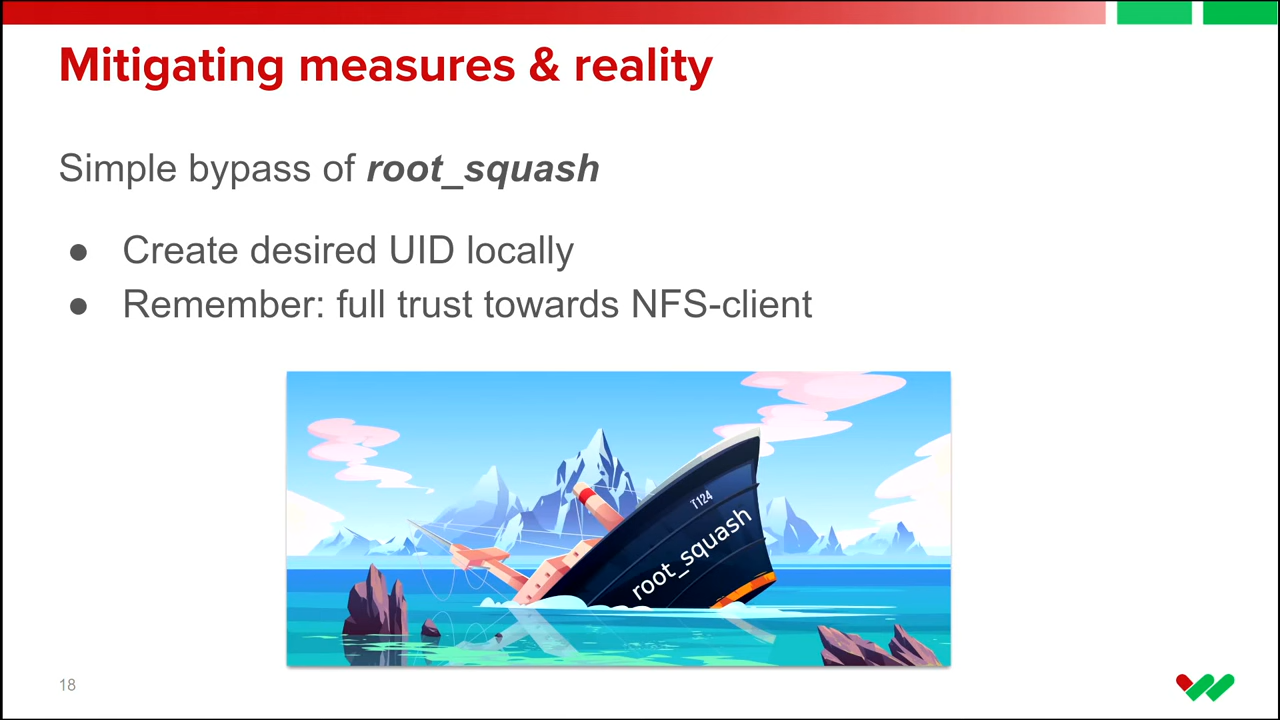 Mitigating measures & reality
Simple bypass of root_squash
● Create desired UID locally
● Remember: full trust towards NFS-client
T124
root_squash
18